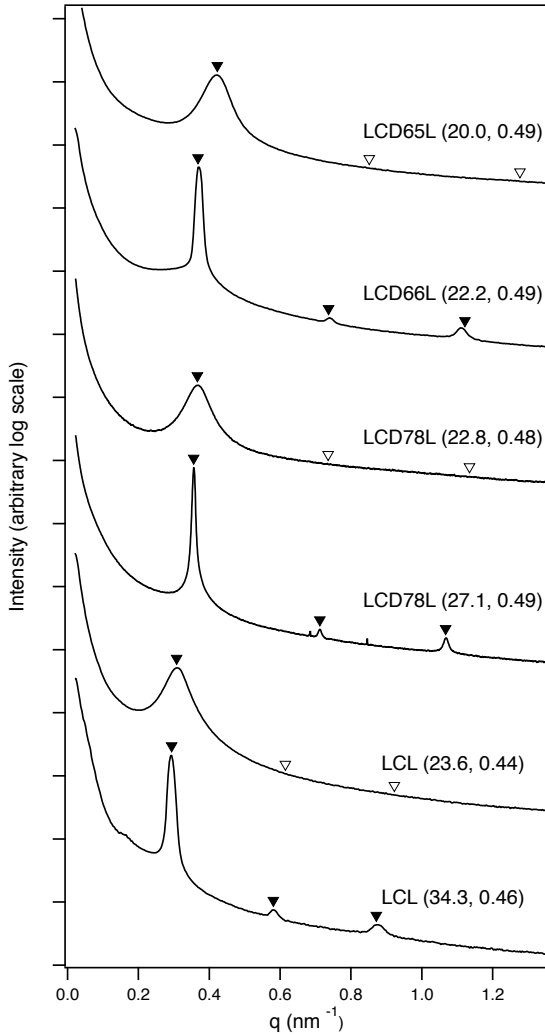 LCD65L (20.0, 0.49)
LCD66L (22.2, 0.49)
LCD78L (22.8, 0.48)
LCD78L (27.1, 0.49)
LCL (23.6, 0.44)
LCL (34.3, 0.46)
Intensity (arbitrary log scale)
0.0 0.2 0.4 0.6 0.8 1.0 1.2
q (nm⁻¹)